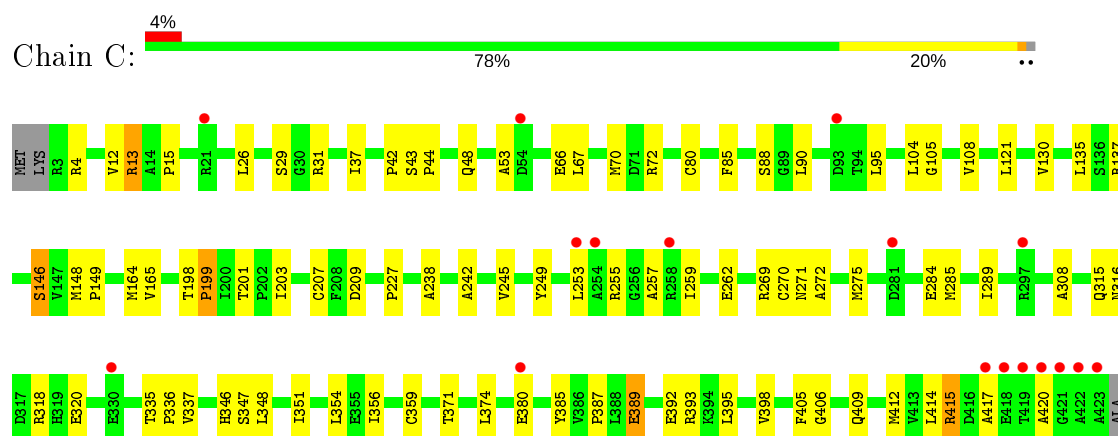 4%
Chain C:
78% 20% ••
MET LYS R3 R4 V12 R13 A14 P15 R21 L26 S29 G30 R31 I37 P42 S43 P44 Q48 A53 D54 E66 L67 M70 D71 R72 C80 F85 S88 G89 L90 D93 T94 L95 L104 G105 V108 L121 V130 L135 S136 R137
S146 V147 M148 P149 M164 V165 T198 P199 I200 T201 P202 I203 C207 F208 D209 P227 A238 A242 V245 Y249 L253 A254 R255 G256 A257 R258 I259 E262 R269 C270 N271 A272 M275 D281 E284 M285 I289 R297 A308 Q315 N316
D317 R318 H319 E320 E330 T335 P336 V337 H346 S347 L348 I351 L354 E355 I356 C359 T371 L374 E380 Y385 V386 P387 L388 E389 E392 R393 K394 L395 V398 F405 G406 Q409 M412 V413 L414 R415 D416 A417 E418 T419 A420 G421 A422 A423